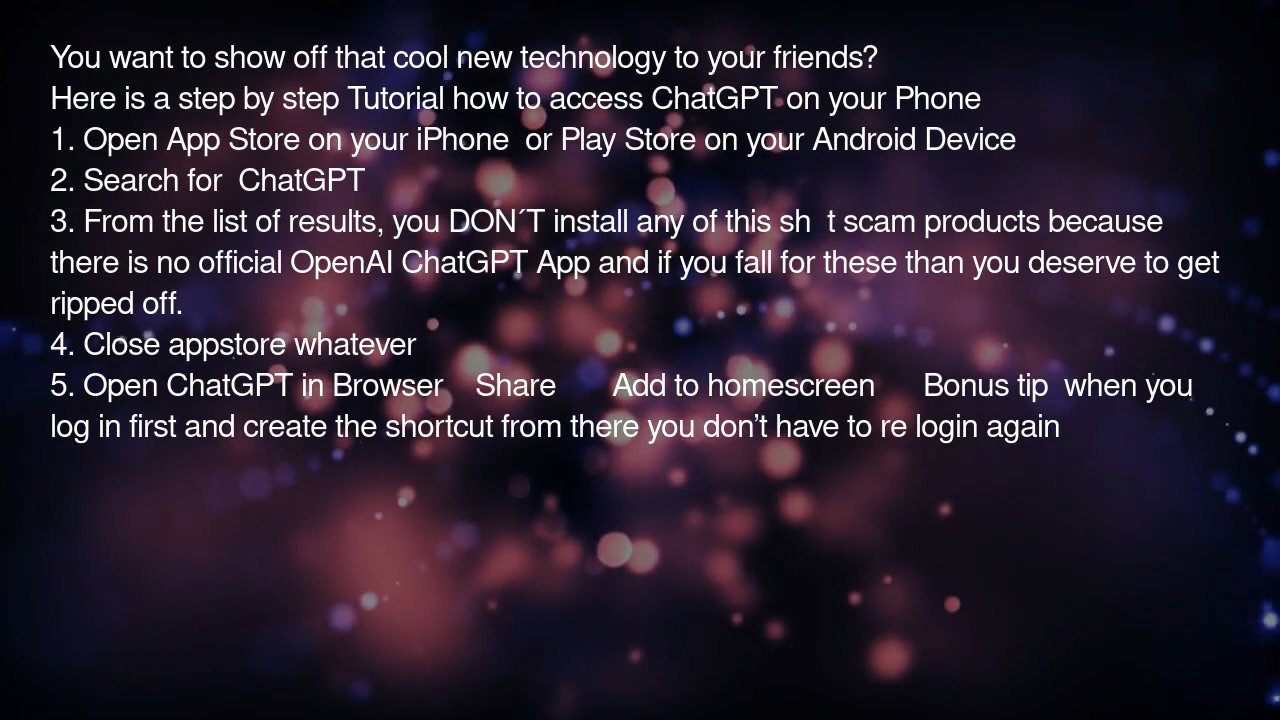 You want to show off that cool new technology to your friends?
Here is a step by step Tutorial how to access ChatGPT on your Phone
1. Open App Store on your iPhone  or Play Store on your Android Device
2. Search for  ChatGPT
3. From the list of results, you DON´T install any of this sh  t scam products because
there is no official OpenAI ChatGPT App and if you fall for these than you deserve to get
ripped off.
4. Close appstore whatever
5. Open ChatGPT in Browser    Share       Add to homescreen      Bonus tip  when you
log in first and create the shortcut from there you don’t have to re login again